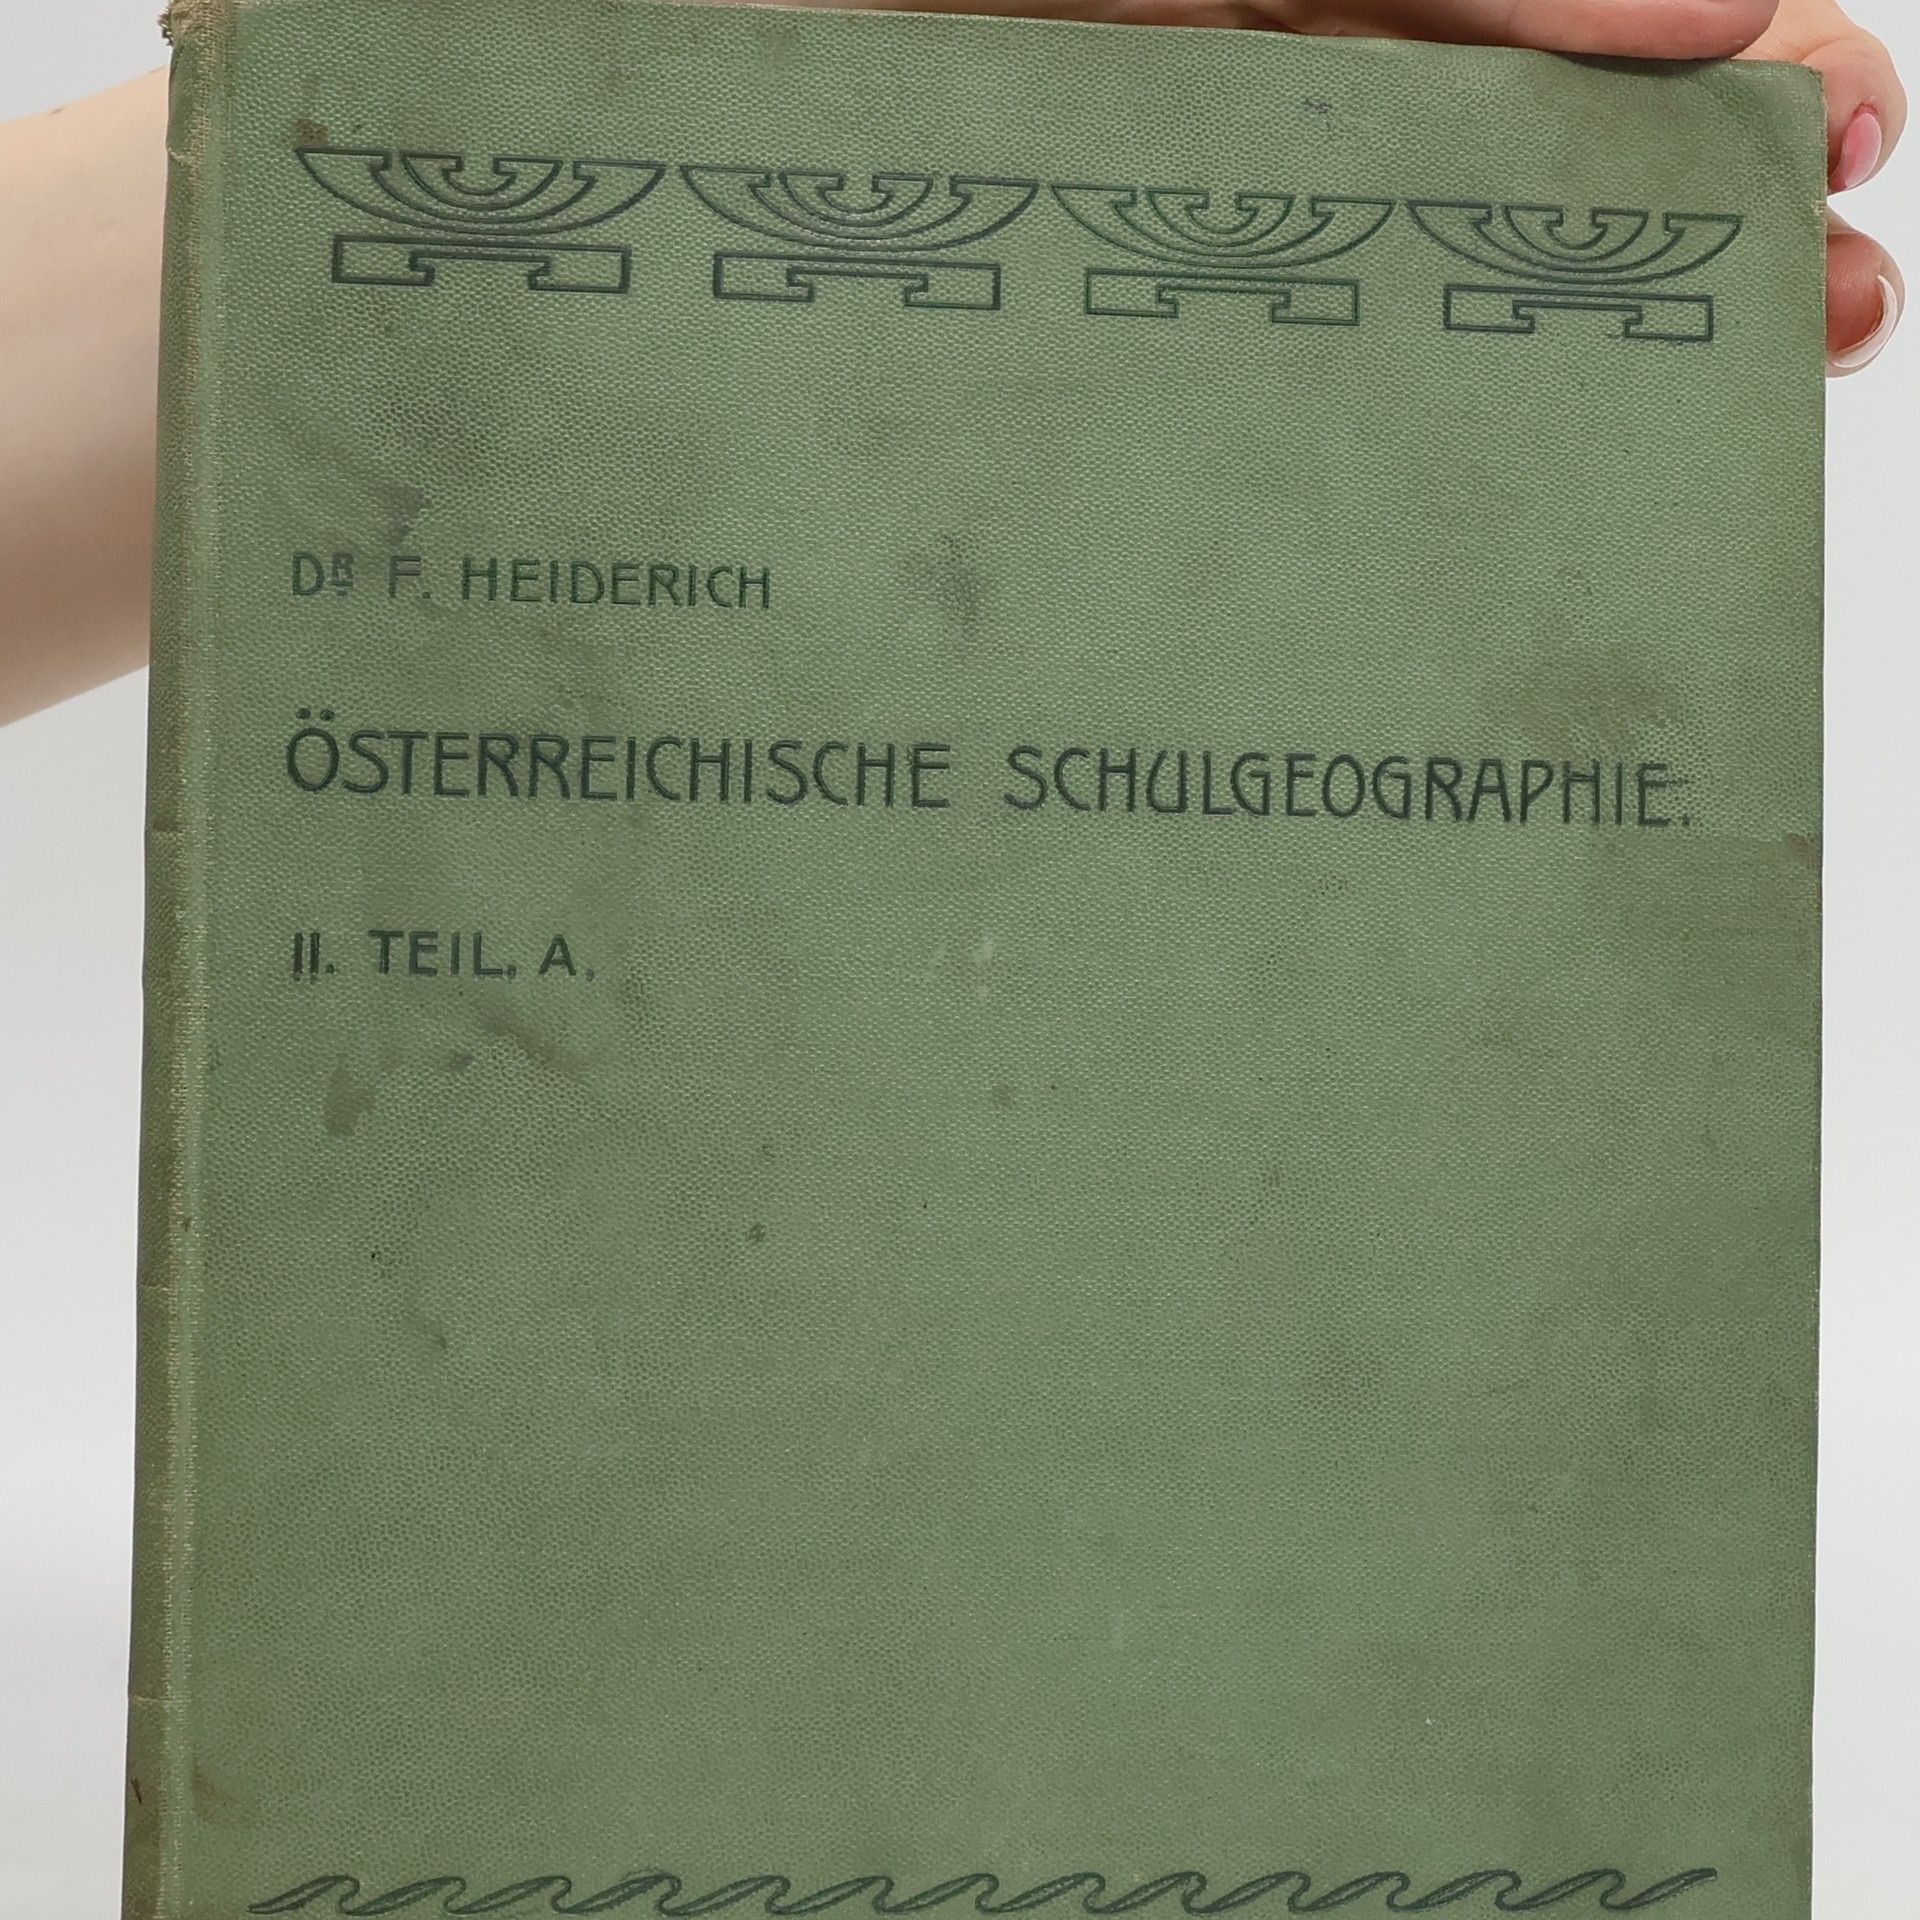 DR F. HEIDERICH
ÖSTERREICHISCHE SCHULGEOGRAPHIE.
II. TEIL, A.